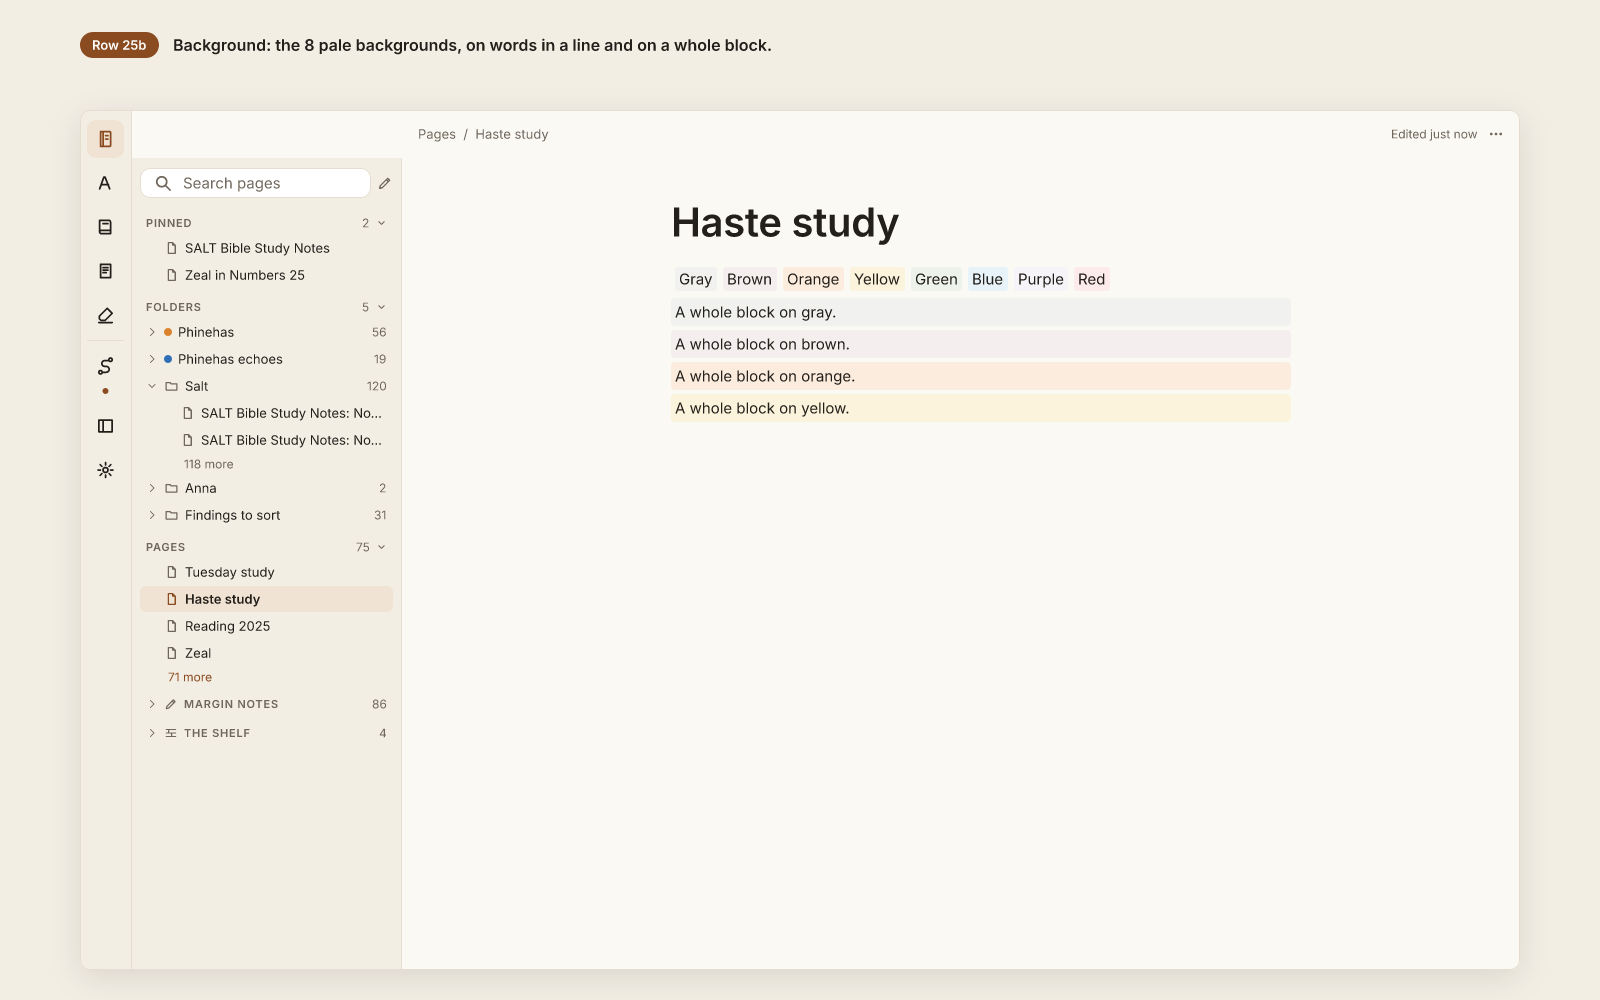 Row 25b
Background: the 8 pale backgrounds, on words in a line and on a whole block.
Pages / Haste study
Edited just now
Search pages
PINNED 2
SALT Bible Study Notes
Zeal in Numbers 25
FOLDERS 5
Phinehas 56
Phinehas echoes 19
Salt 120
SALT Bible Study Notes: No...
SALT Bible Study Notes: No...
118 more
Anna 2
Findings to sort 31
PAGES 75
Tuesday study
Haste study
Reading 2025
Zeal
71 more
MARGIN NOTES 86
THE SHELF 4
Haste study
Gray Brown Orange Yellow Green Blue Purple Red
A whole block on gray.
A whole block on brown.
A whole block on orange.
A whole block on yellow.